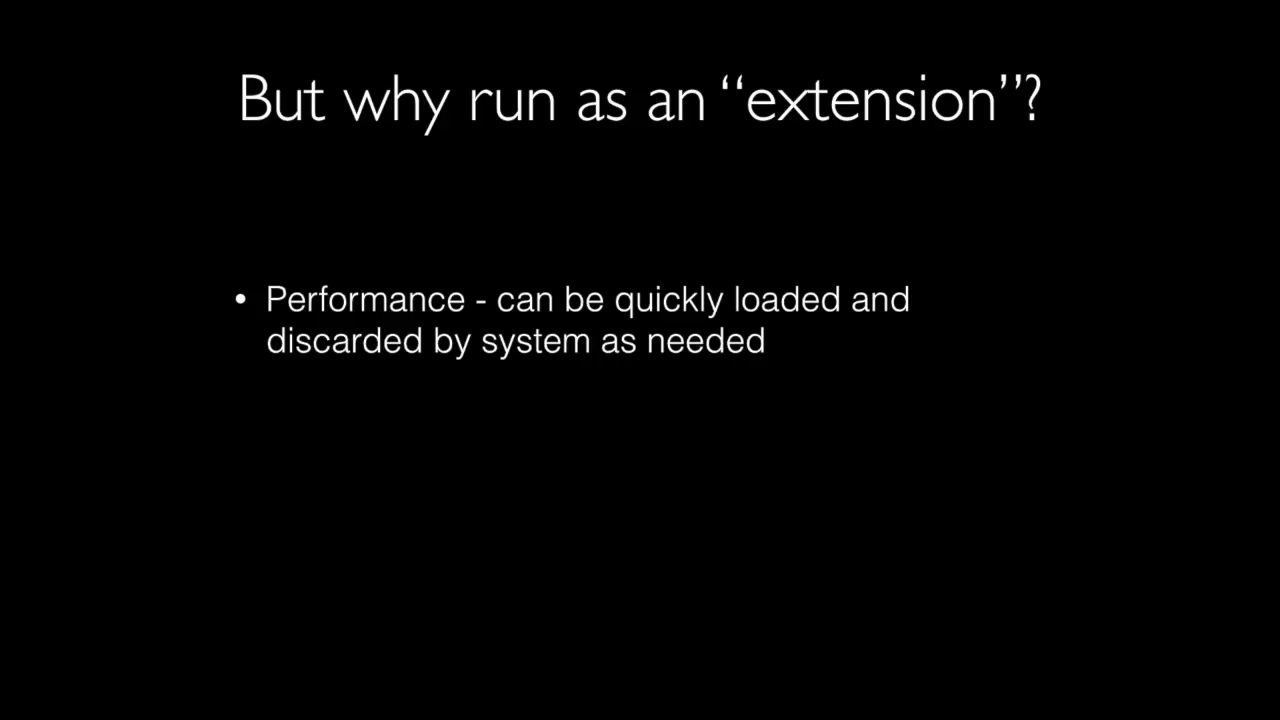 But why run as an “extension”?
• Performance - can be quickly loaded and
discarded by system as needed